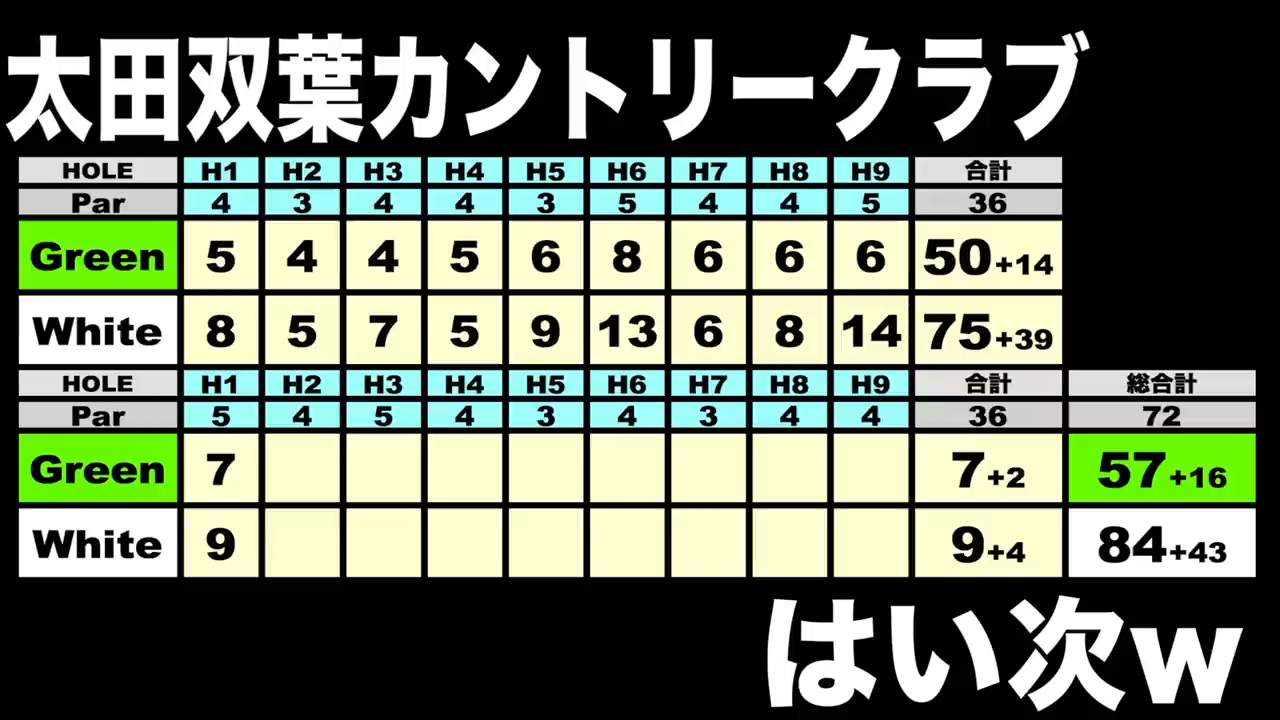 太田双葉カントリークラブ
HOLE H1 H2 H3 H4 H5 H6 H7 H8 H9 合計
Par 4 3 4 4 3 5 4 4 5 36
Green 5 4 4 5 6 8 6 6 6 50+14
White 8 5 7 5 9 13 6 8 14 75+39
HOLE H1 H2 H3 H4 H5 H6 H7 H8 H9 合計 総合計
Par 5 4 5 4 3 4 3 4 4 36 72
Green 7 7+2 57+16
White 9 9+4 84+43
はい次w